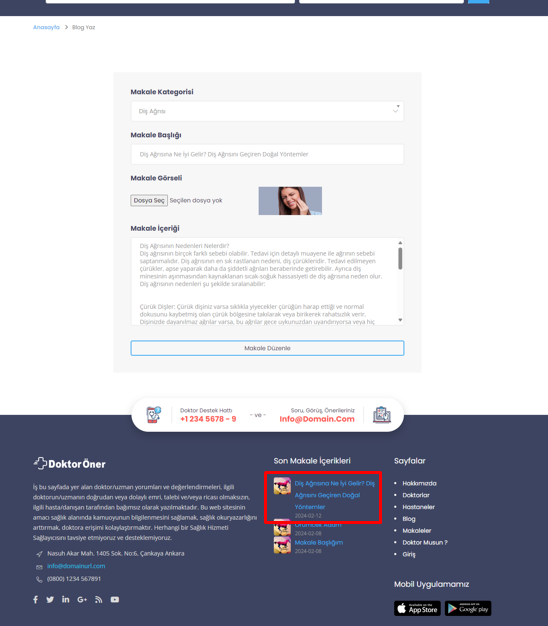 Anasayfa > Blog Yaz
Makale Kategorisi
Diş Ağrısı
Makale Başlığı
Diş Ağrısına Ne İyi Gelir? Diş Ağrısını Geçiren Doğal Yöntemler
Makale Görseli
Dosya Seç Seçilen dosya yok
Makale İçeriği
Diş Ağrısının Nedenleri Nelerdir?
Diş ağrısının birçok farklı sebebi olabilir. Tedavi için detaylı muayene ile ağrının sebebi
saptanmalıdır. Diş ağrısının en sık rastlanan nedeni, diş çürükleridir. Tedavi edilmeyen
çürükler, apse yaparak daha da şiddetli ağrıları beraberinde getirebilir. Ayrıca diş
minesinin aşınmasından kaynaklanan sıcak-soğuk hassasiyeti de diş ağrısına neden olur.
Diş ağrısının nedenleri şu şekilde sıralanabilir:
Çürük Dişler: Çürük dişiniz varsa sıklıkla yiyecekler çürüğün harap ettiği ve normal
dokusunu kaybetmiş olan çürük bölgesine takılarak veya birikerek rahatsızlık verir.
Dişinizde dayanılmaz ağrılar varsa, bu ağrılar gece uykunuzdan uyandırıyorsa veya hiç
Makale Düzenle
Doktor Destek Hattı
+1 234 5678 - 9
- ve -
Soru, Görüş, Önerileriniz
Info@Domain.Com
DoktorÖner
İş bu sayfada yer alan doktor/uzman yorumları ve değerlendirmeleri, ilgili
doktorun/uzmanın doğrudan veya dolaylı emri, talebi ve/veya ricası olmaksızın,
ilgili hasta/danışan tarafından bağımsız olarak yazılmaktadır. Bu web sitesinin
amacı sağlık alanında kamuoyunun bilgilenmesini sağlamak, sağlık okuryazarlığını
arttırmak, doktora erişimi kolaylaştırmaktır. Herhangi bir Sağlık Hizmeti
Sağlayıcısını tavsiye etmiyoruz ve desteklemiyoruz.
Nasuh Akar Mah. 1405 Sok. No:6, Çankaya Ankara
info@domainurl.com
(0800) 1234 567891
Son Makale İçerikleri
Diş Ağrısına Ne İyi Gelir? Diş
Ağrısını Geçiren Doğal
Yöntemler
2024-02-12
Örümcek Adam
2024-02-08
Makale Başlığım
2024-02-08
Sayfalar
Hakkımızda
Doktorlar
Hastaneler
Blog
Makaleler
Doktor Musun ?
Giriş
Mobil Uygulamamız
App Store
Google play